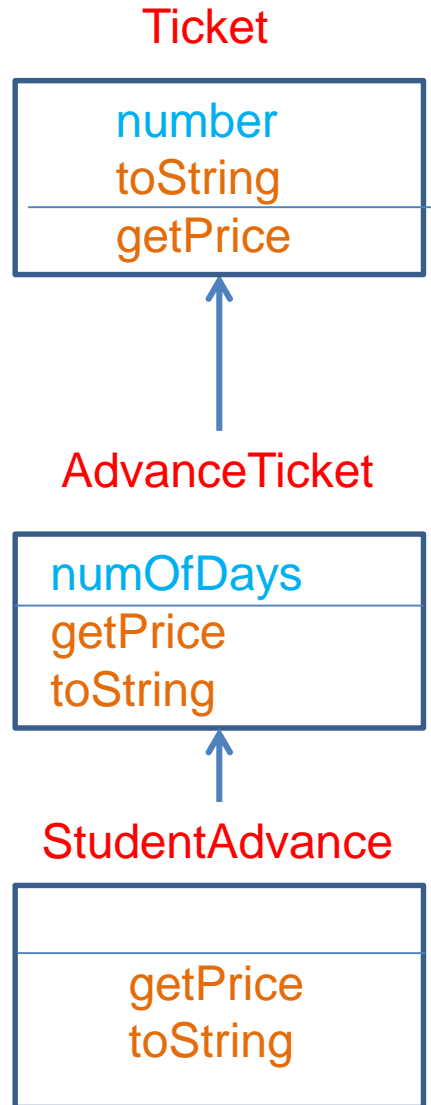 Ticket
number
toString
getPrice
AdvanceTicket
numOfDays
getPrice
toString
StudentAdvance
getPrice
toString